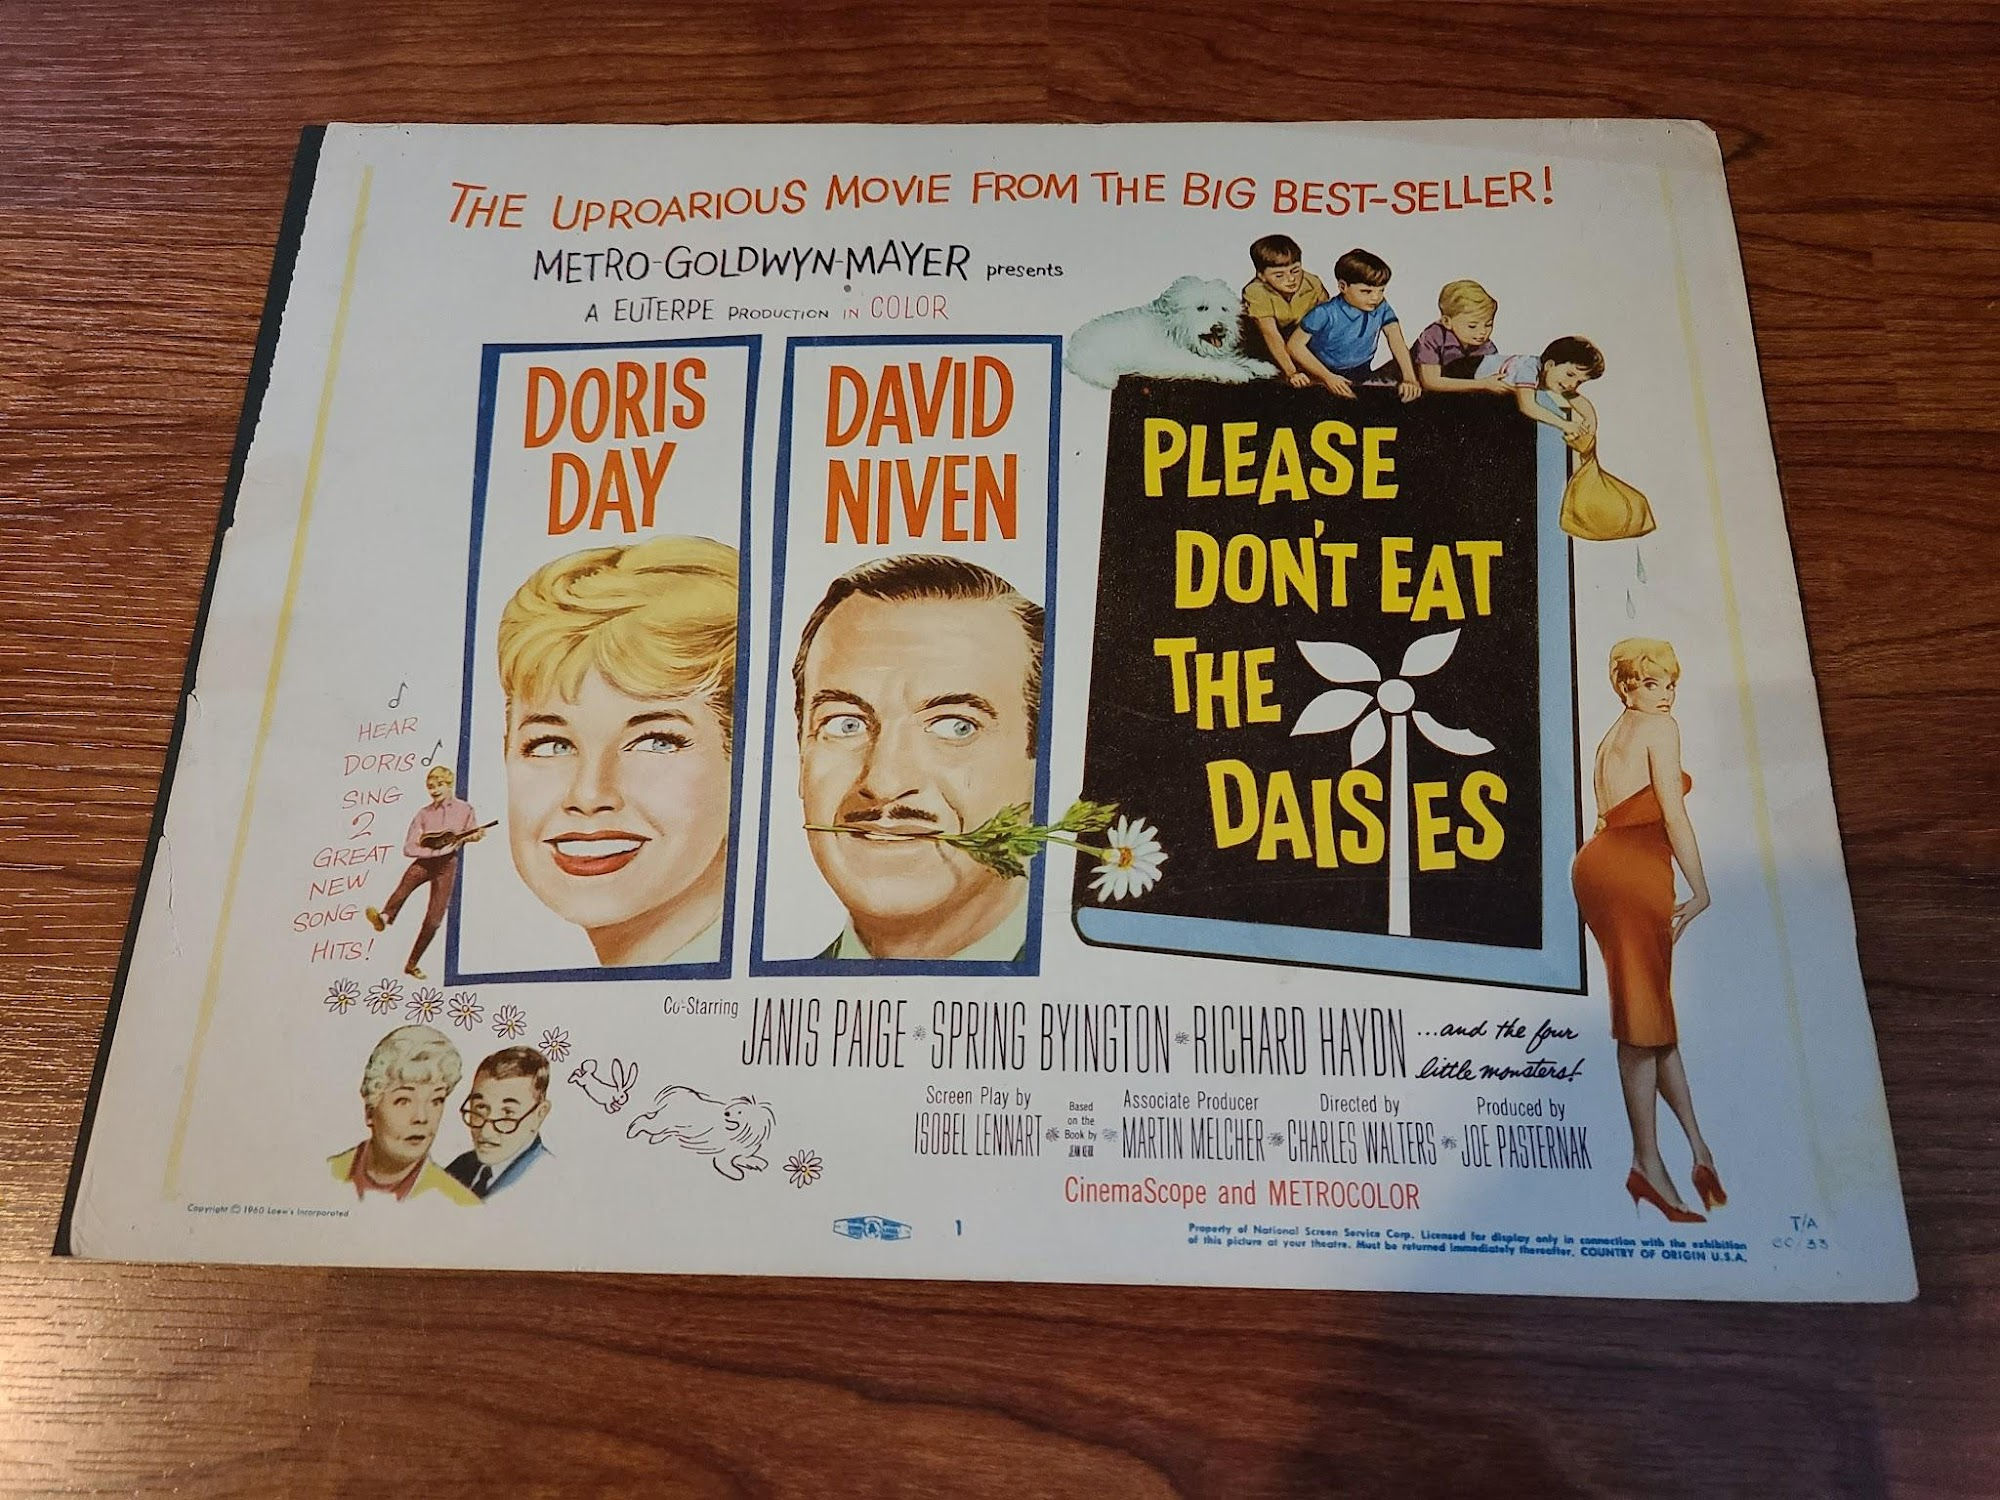 THE UPROARIOUS MOVIE FROM THE BIG BEST-SELLER!
METRO-GOLDWYN-MAYER presents
A EUTERPE PRODUCTION IN COLOR
DORIS
DAY
DAVID
NIVEN
PLEASE
DON'T EAT
THE
DAISIES
HEAR
DORIS
SING
2
GREAT
NEW
SONG
HITS!
Co-Starring JANIS PAIGE SPRING BYINGTON RICHARD HAYDN ...and the four
little monsters!
Screen Play by
ISOBEL LENNART
Based
on the
Book by
JEAN KERR
Associate Producer
MARTIN MELCHER
Directed by
CHARLES WALTERS
Produced by
JOE PASTERNAK
CinemaScope and METROCOLOR
Copyright © 1960 Loew's Incorporated
1
Property of National Screen Service Corp. Licensed for display only in connection with the exhibition
of this picture at your theatre. Must be returned immediately thereafter. COUNTRY OF ORIGIN U.S.A.
T/A
60/33